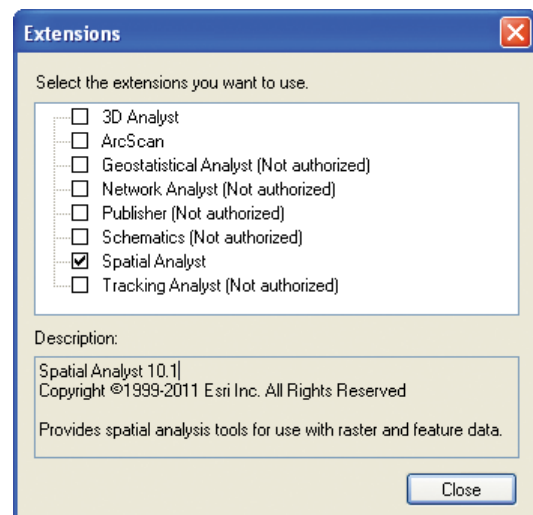 Extensions
Select the extensions you want to use.
3D Analyst
ArcScan
Geostatistical Analyst (Not authorized)
Network Analyst (Not authorized)
Publisher (Not authorized)
Schematics (Not authorized)
Spatial Analyst
Tracking Analyst (Not authorized)
Description:
Spatial Analyst 10.1
Copyright ©1999-2011 Esri Inc. All Rights Reserved
Provides spatial analysis tools for use with raster and feature data.
Close